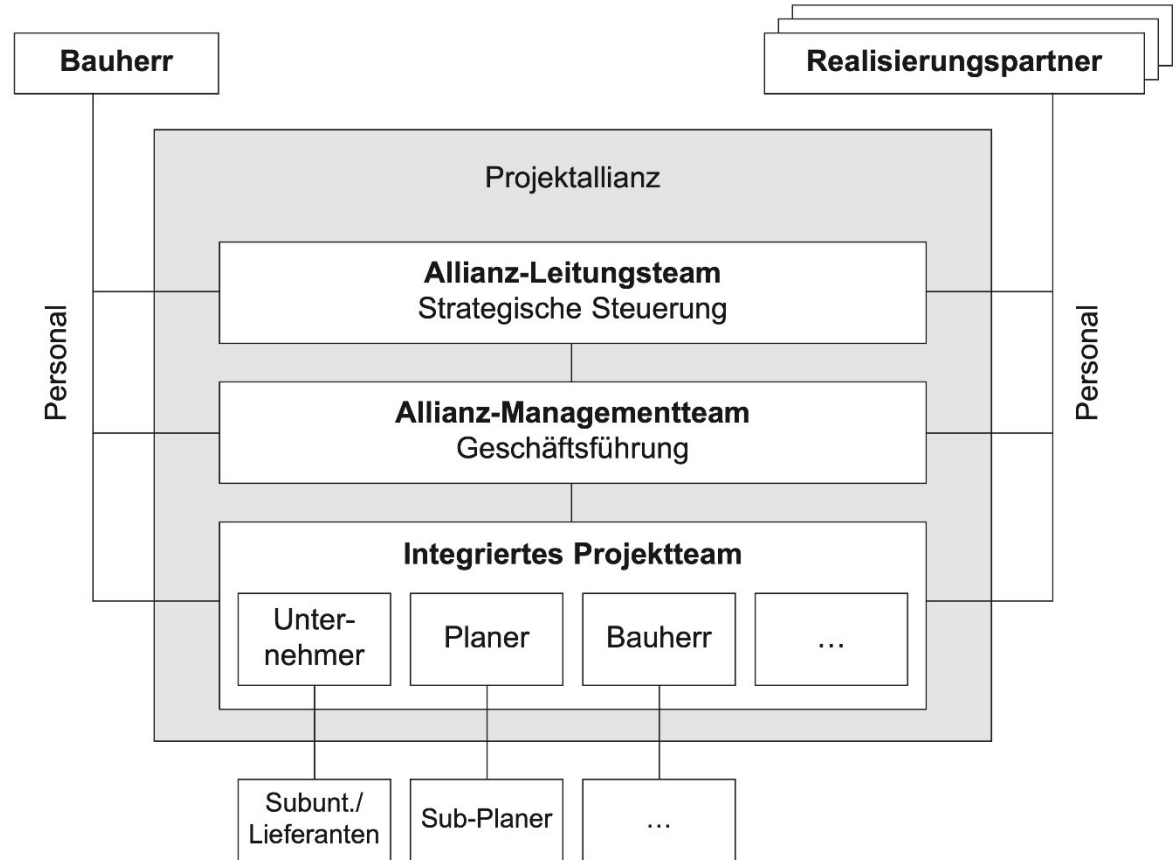 Bauherr
Realisierungspartner
Projektallianz
Allianz-Leitungsteam
Strategische Steuerung
Personal
Personal
Allianz-Managementteam
Geschäftsführung
Integriertes Projektteam
Unter-
nehmer
Planer
Bauherr
…
Subunt./
Lieferanten
Sub-Planer
…